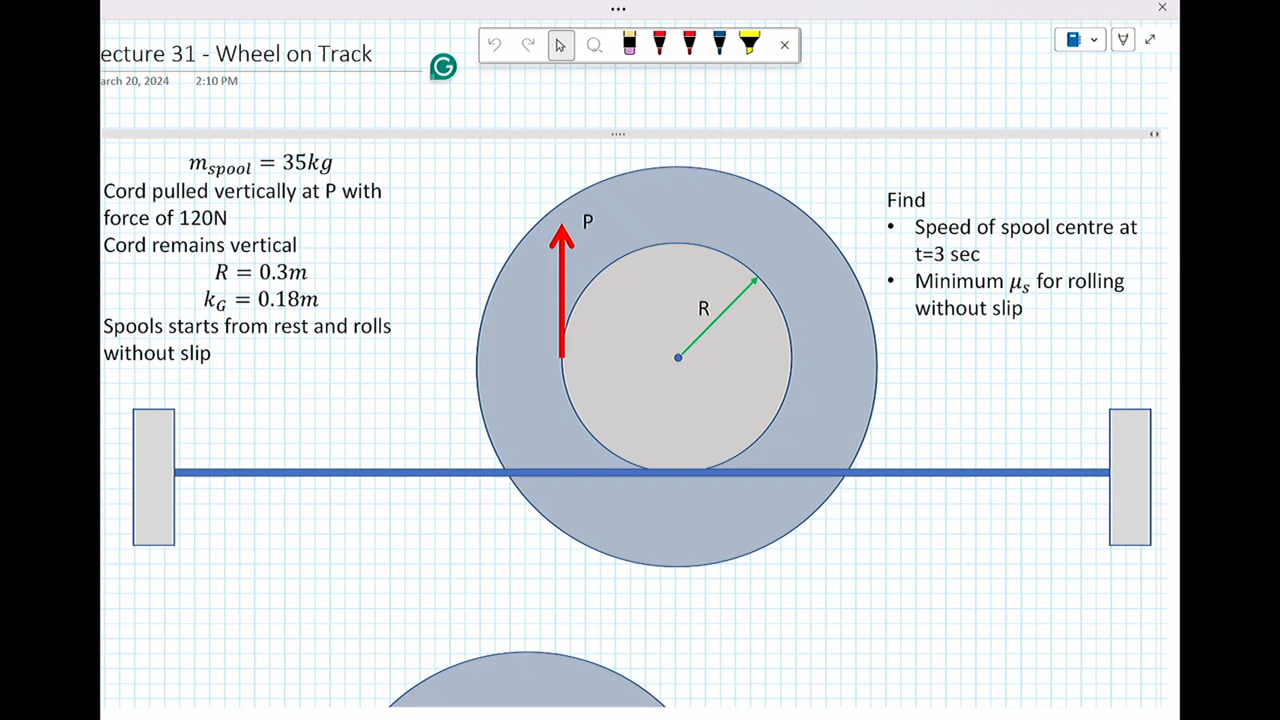 ecture 31 - Wheel on Track
arch 20, 2024 2:10 PM
m_spool = 35kg
Cord pulled vertically at P with
force of 120N
Cord remains vertical
R = 0.3m
k_G = 0.18m
Spools starts from rest and rolls
without slip
P
R
Find
• Speed of spool centre at
t=3 sec
• Minimum μ_s for rolling
without slip